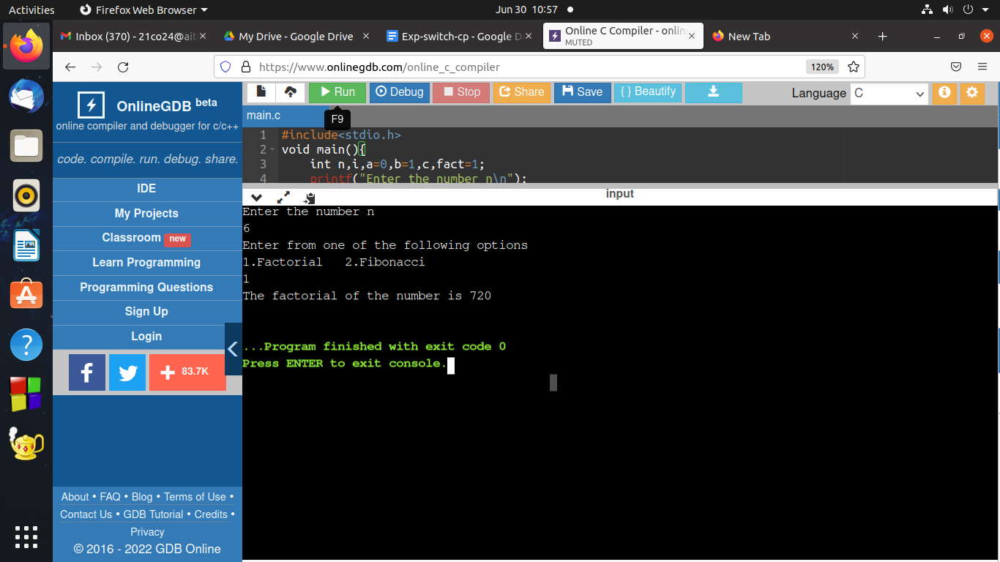 Activities Firefox Web Browser Jun 30 10:57
Inbox (370) - 21co24@ait My Drive - Google Drive Exp-switch-cp - Google D Online C Compiler - onlin New Tab
MUTED
https://www.onlinegdb.com/online_c_compiler 120%
Run Debug Stop Share Save { } Beautify Language C
OnlineGDB beta
online compiler and debugger for c/c++
code. compile. run. debug. share.
IDE
My Projects
Classroom new
Learn Programming
Programming Questions
Sign Up
Login
83.7K
About • FAQ • Blog • Terms of Use •
Contact Us • GDB Tutorial • Credits •
Privacy
© 2016 - 2022 GDB Online
main.c
F9
1 #include<stdio.h>
2 void main(){
3 int n,i,a=0,b=1,c,fact=1;
4 printf("Enter the number n\n");
input
Enter the number n
6
Enter from one of the following options
1.Factorial 2.Fibonacci
1
The factorial of the number is 720
...Program finished with exit code 0
Press ENTER to exit console.